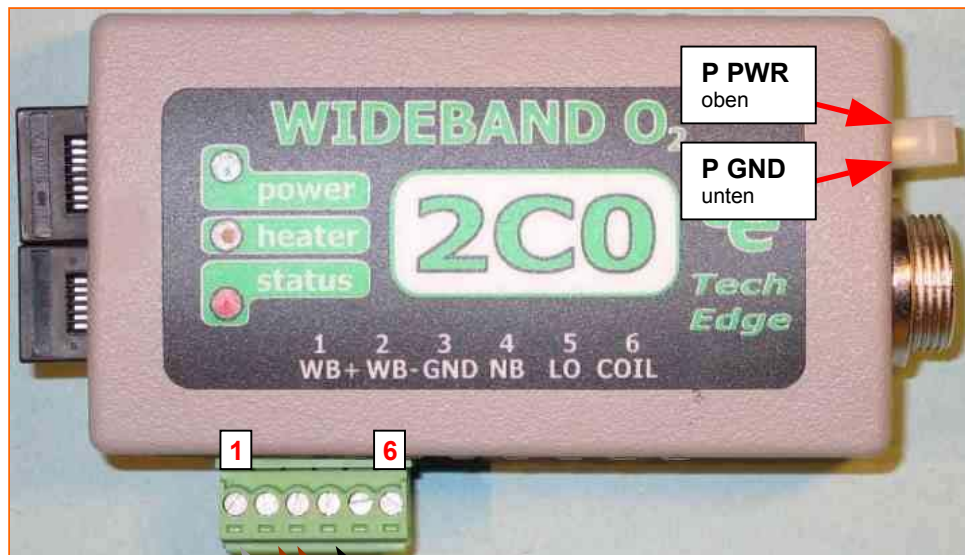 P PWR
oben
WIDEBAND O2
P GND
unten
power
heater
status
2C0
Tech
Edge
1 2 3 4 5 6
WB+ WB- GND NB LO COIL
1 6